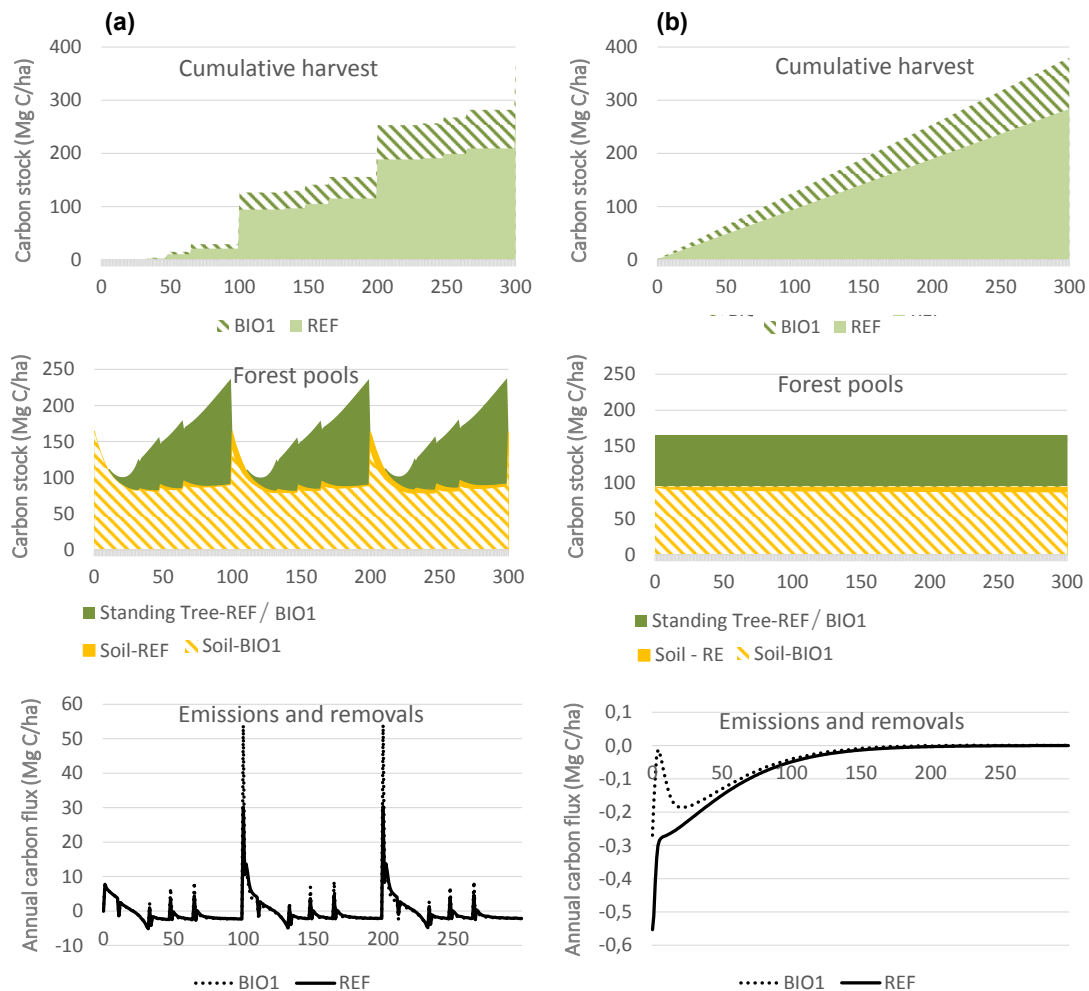 (a)
Cumulative harvest
Carbon stock (Mg C/ha)
400
300
200
100
0
0 50 100 150 200 250 300
BIO1 REF
(b)
Cumulative harvest
Carbon stock (Mg C/ha)
400
300
200
100
0
0 50 100 150 200 250 300
BIO1 REF
Forest pools
Carbon stock (Mg C/ha)
250
200
150
100
50
0
0 50 100 150 200 250 300
Standing Tree-REF / BIO1
Soil-REF Soil-BIO1
Forest pools
Carbon stock (Mg C/ha)
250
200
150
100
50
0
0 50 100 150 200 250 300
Standing Tree-REF / BIO1
Soil - RE Soil-BIO1
Emissions and removals
Annual carbon flux (Mg C/ha)
60
50
40
30
20
10
0
-10
0 50 100 150 200 250
BIO1 REF
Emissions and removals
Annual carbon flux (Mg C/ha)
0,1
0,0
-0,1
-0,2
-0,3
-0,4
-0,5
-0,6
0 50 100 150 200 250
BIO1 REF